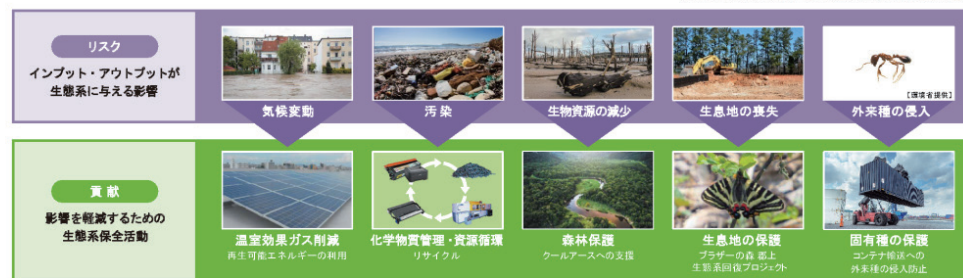 リスク
インプット・アウトプットが
生態系に与える影響
気候変動
汚染
生物資源の減少
生息地の喪失
【環境省提供】
外来種の侵入
貢献
影響を軽減するための
生態系保全活動
温室効果ガス削減
再生可能エネルギーの利用
化学物質管理・資源循環
リサイクル
森林保護
クールアースへの支援
生息地の保護
ブラザーの森 郡上
生態系回復プロジェクト
固有種の保護
コンテナ輸送への
外来種の侵入防止